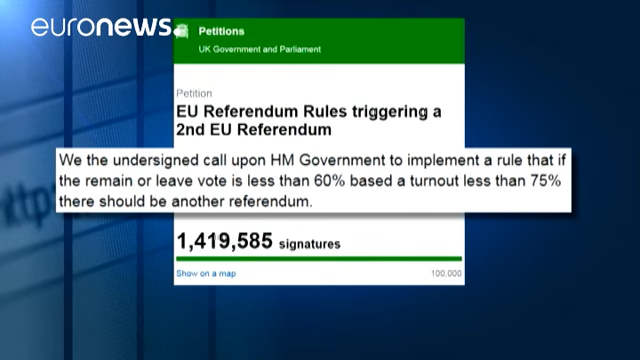 euronews.
Petitions
UK Government and Parliament
Petition
EU Referendum Rules triggering a
2nd EU Referendum
We the undersigned call upon HM Government to implement a rule that if
the remain or leave vote is less than 60% based a turnout less than 75%
there should be another referendum.
1,419,585 signatures
Show on a map 100,000